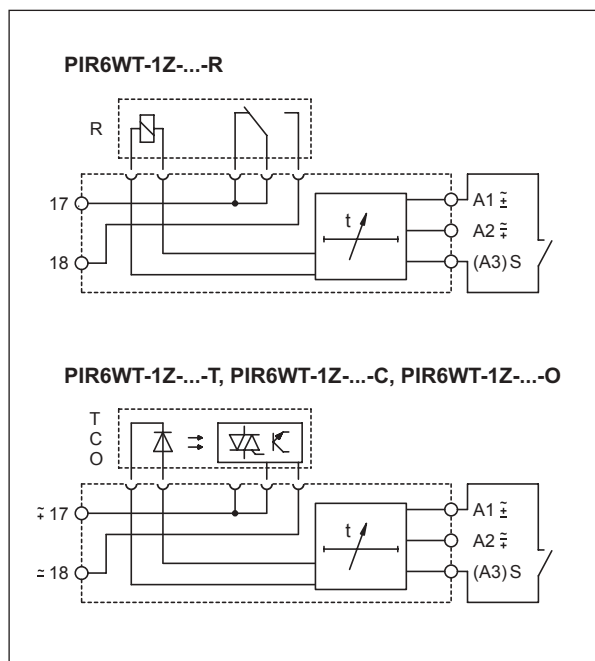 PIR6WT-1Z-...-R
R
17
t
A1 ≂ ±
A2 ≂ ∓
18
(A3) S
PIR6WT-1Z-...-T, PIR6WT-1Z-...-C, PIR6WT-1Z-...-O
T
C
O
~ + 17
t
A1 ≂ ±
A2 ≂ ∓
~ - 18
(A3) S